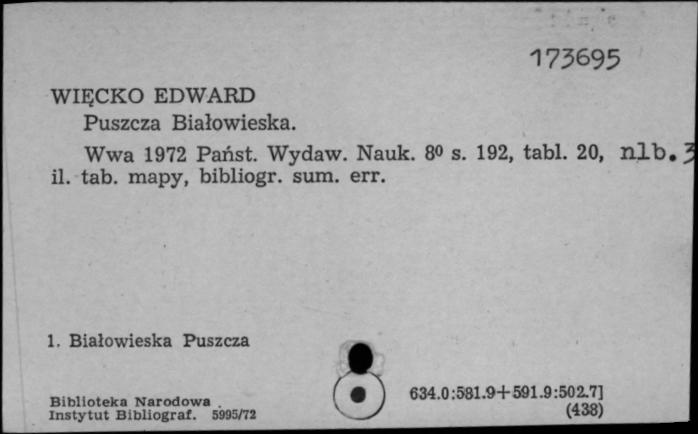 173695
WIĘCKO EDWARD
Puszcza Białowieska.
Wwa 1972 Państ. Wydaw. Nauk. 8⁰ s. 192, tabl. 20, nlb. 3
il. tab. mapy, bibliogr. sum. err.
1. Białowieska Puszcza
Biblioteka Narodowa
Instytut Bibliograf. 5995/72
634.0:581.9+591.9:502.7]
(438)